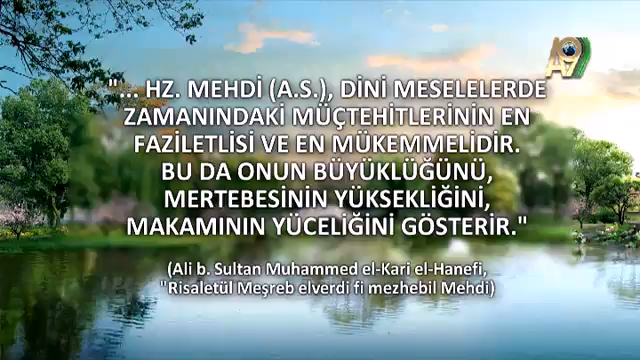 A9
"... HZ. MEHDİ (A.S.), DİNİ MESELELERDE
ZAMANINDAKİ MÜÇTEHİTLERİNİN EN
FAZİLETLİSİ VE EN MÜKEMMELİDİR.
BU DA ONUN BÜYÜKLÜĞÜNÜ,
MERTEBESİNİN YÜKSEKLİĞİNİ,
MAKAMININ YÜCELİĞİNİ GÖSTERİR."
(Ali b. Sultan Muhammed el-Kari el-Hanefi,
"Risaletül Meşreb elverdi fi mezhebil Mehdi)